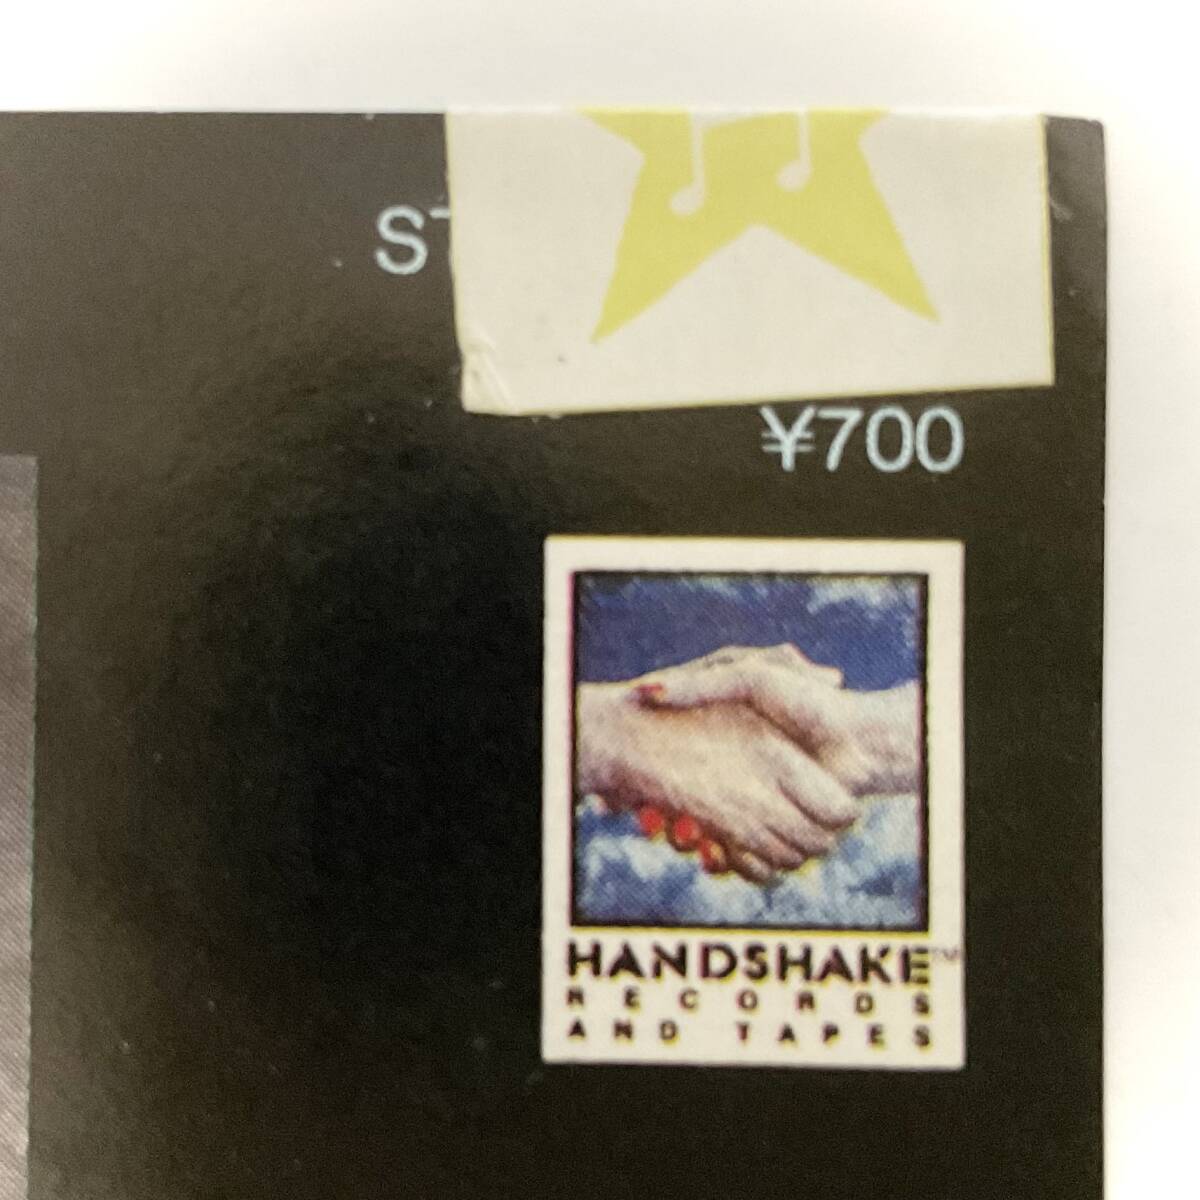 ¥700
HANDSHAKE™
RECORDS
AND TAPES